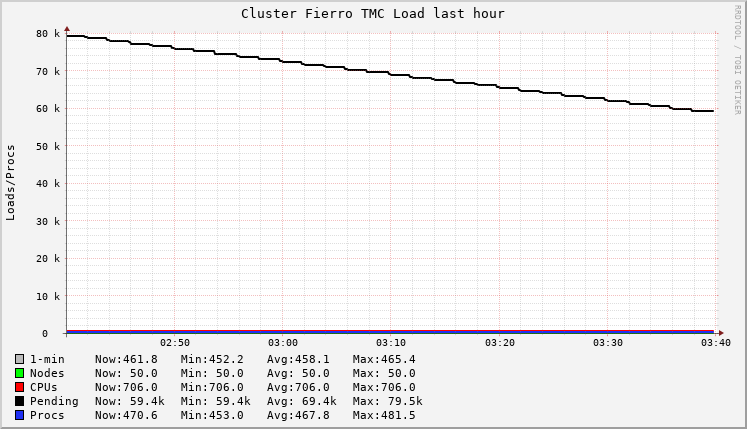 Cluster Fierro TMC Load last hour
RRDTOOL / TOBI OETIKER
Loads/Procs
80 k
70 k
60 k
50 k
40 k
30 k
20 k
10 k
0
02:50 03:00 03:10 03:20 03:30 03:40
1-min Now:461.8 Min:452.2 Avg:458.1 Max:465.4
Nodes Now: 50.0 Min: 50.0 Avg: 50.0 Max: 50.0
CPUs Now:706.0 Min:706.0 Avg:706.0 Max:706.0
Pending Now: 59.4k Min: 59.4k Avg: 69.4k Max: 79.5k
Procs Now:470.6 Min:453.0 Avg:467.8 Max:481.5